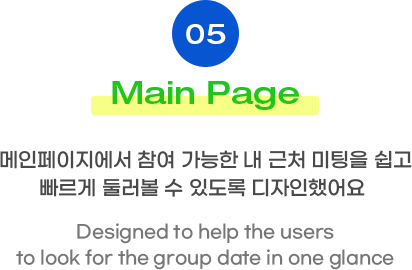 05
Main Page
메인페이지에서 참여 가능한 내 근처 미팅을 쉽고
빠르게 둘러볼 수 있도록 디자인했어요
Designed to help the users
to look for the group date in one glance